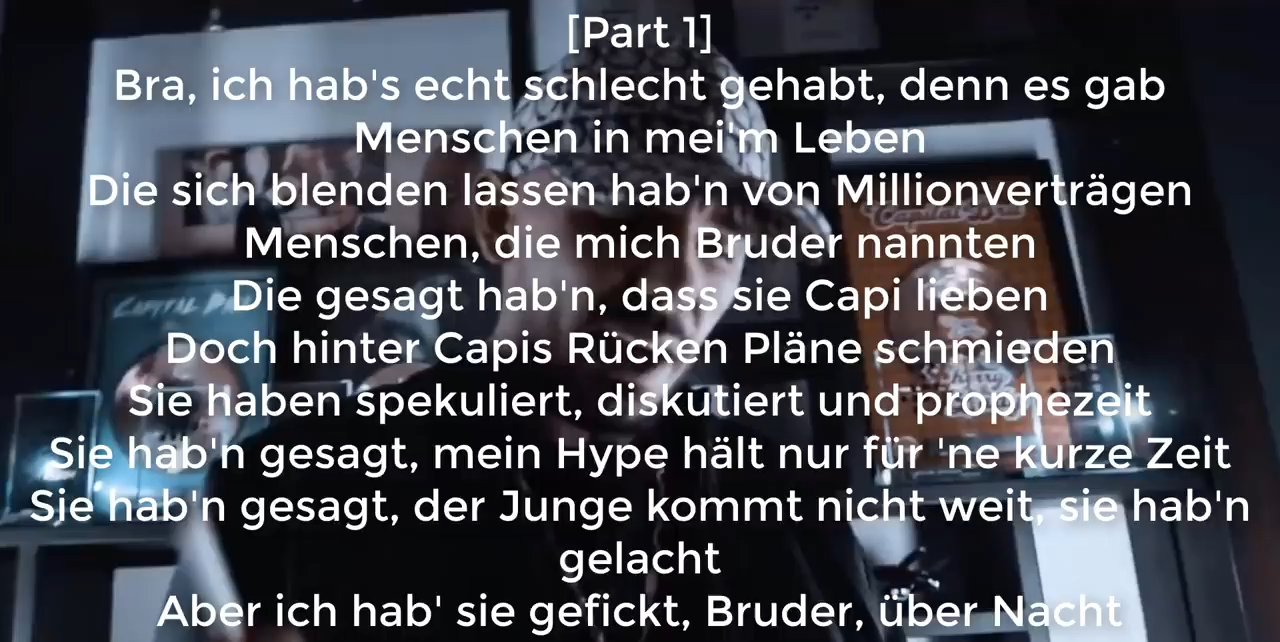 [Part 1]
Bra, ich hab's echt schlecht gehabt, denn es gab
Menschen in mei'm Leben
Die sich blenden lassen hab'n von Millionverträgen
Menschen, die mich Bruder nannten
Die gesagt hab'n, dass sie Capi lieben
Doch hinter Capis Rücken Pläne schmieden
Sie haben spekuliert, diskutiert und prophezeit
Sie hab'n gesagt, mein Hype hält nur für 'ne kurze Zeit
Sie hab'n gesagt, der Junge kommt nicht weit, sie hab'n
gelacht
Aber ich hab' sie gefickt, Bruder, über Nacht
Capital Bra